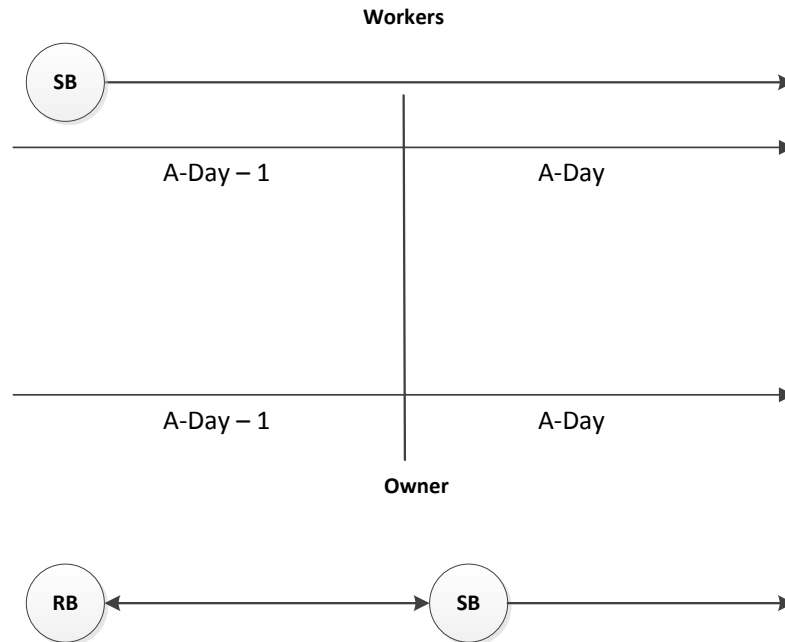 Workers
SB
A-Day – 1 A-Day
A-Day – 1 A-Day
Owner
RB SB